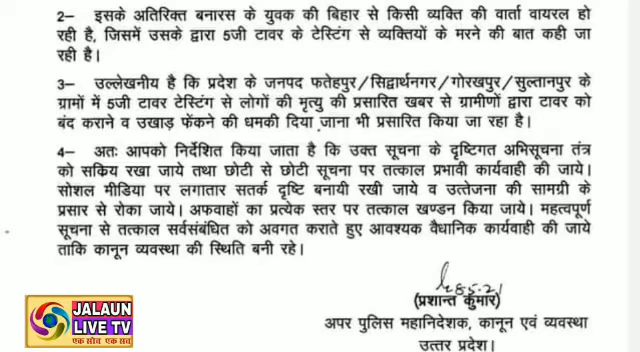 2- इसके अतिरिक्त बनारस के युवक की बिहार से किसी व्यक्ति की वार्ता वायरल हो
रही है, जिसमें उसके द्वारा 5जी टावर के टेस्टिंग से व्यक्तियों के मरने की बात कही जा
रही है।
3- उल्लेखनीय है कि प्रदेश के जनपद फतेहपुर/सिद्वार्थनगर/गोरखपुर/सुल्तानपुर के
ग्रामों में 5जी टावर टेस्टिंग से लोगों की मृत्यु की प्रसारित खबर से ग्रामीणों द्वारा टावर को
बंद कराने व उखाड़ फेंकने की धमकी दिया जाना भी प्रसारित किया जा रहा है।
4- अतः आपको निर्देशित किया जाता है कि उक्त सूचना के दृष्टिगत अभिसूचना तंत्र
को सक्रिय रखा जाये तथा छोटी से छोटी सूचना पर तत्काल प्रभावी कार्यवाही की जाये।
सोशल मीडिया पर लगातार सतर्क दृष्टि बनायी रखी जाये व उत्तेजना की सामग्री के
प्रसार से रोका जाये। अफवाहों का प्रत्येक स्तर पर तत्काल खण्डन किया जाये। महत्वपूर्ण
सूचना से तत्काल सर्वसंबंधित को अवगत कराते हुए आवश्यक वैधानिक कार्यवाही की जाये
ताकि कानून व्यवस्था की स्थिति बनी रहे।
8.5.21
(प्रशान्त कुमार)
अपर पुलिस महानिदेशक, कानून एवं व्यवस्था
उत्तर प्रदेश।
JALAUN
LIVE TV
एक सोच एक सच